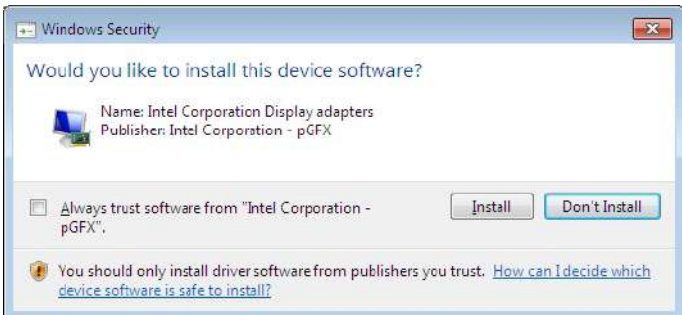 Windows Security
Would you like to install this device software?
Name: Intel Corporation Display adapters
Publisher: Intel Corporation - pGFX
Always trust software from "Intel Corporation -
pGFX".
Install
Don't Install
You should only install driver software from publishers you trust. How can I decide which
device software is safe to install?